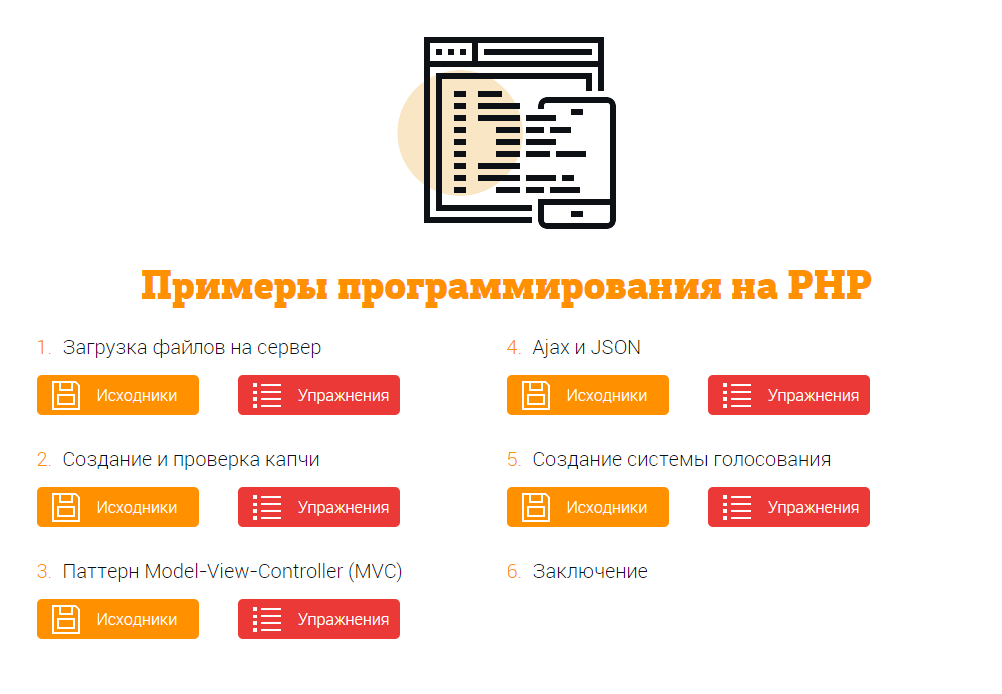 Примеры программирования на PHP
1. Загрузка файлов на сервер
Исходники Упражнения
2. Создание и проверка капчи
Исходники Упражнения
3. Паттерн Model-View-Controller (MVC)
Исходники Упражнения
4. Ajax и JSON
Исходники Упражнения
5. Создание системы голосования
Исходники Упражнения
6. Заключение